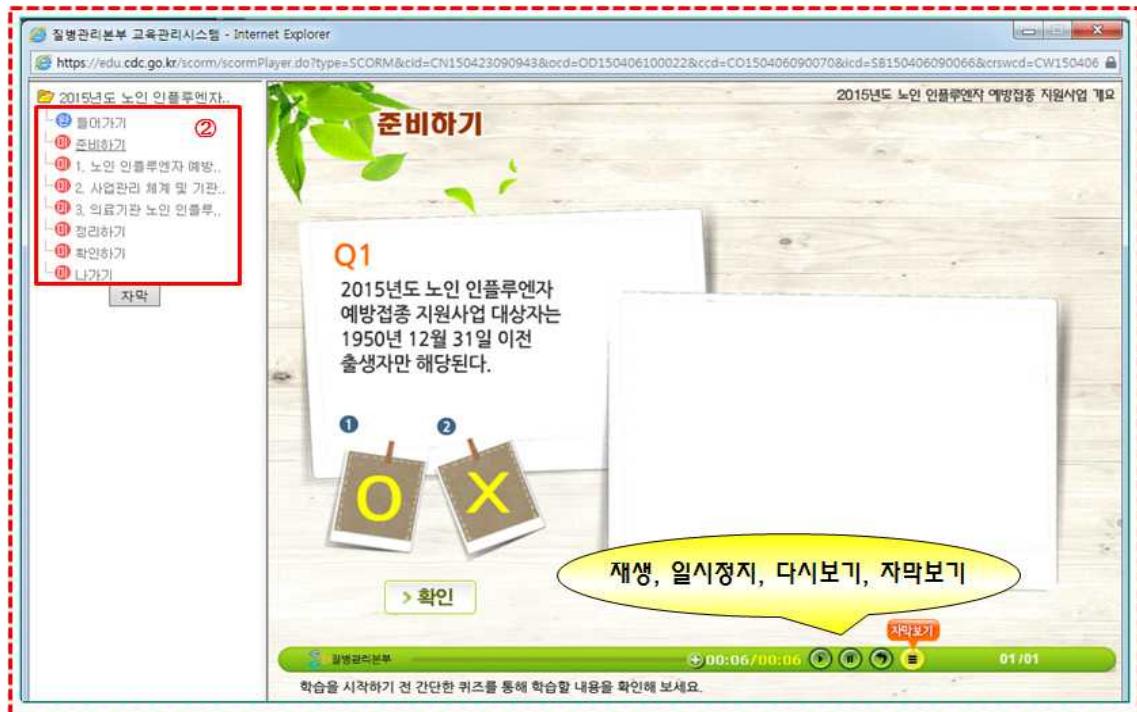 질병관리본부 교육관리시스템 - Internet Explorer
https://edu.cdc.go.kr/scorm/scormPlayer.do?type=SCORM&cid=CN150423090943&ocd=OD150406100022&ccd=CO150406090070&icd=SB150406090066&crswcd=CW150406
2015년도 노인 인플루엔자..
완 들어가기
②
미 준비하기
미 1. 노인 인플루엔자 예방..
미 2. 사업관리 체계 및 기관..
미 3. 의료기관 노인 인플루..
미 정리하기
미 확인하기
미 나가기
자막
2015년도 노인 인플루엔자 예방접종 지원사업 개요
준비하기
Q1
2015년도 노인 인플루엔자
예방접종 지원사업 대상자는
1950년 12월 31일 이전
출생자만 해당된다.
1 2
O X
> 확인
재생, 일시정지, 다시보기, 자막보기
자막보기
질병관리본부 00:06/00:06 01/01
학습을 시작하기 전 간단한 퀴즈를 통해 학습할 내용을 확인해 보세요.